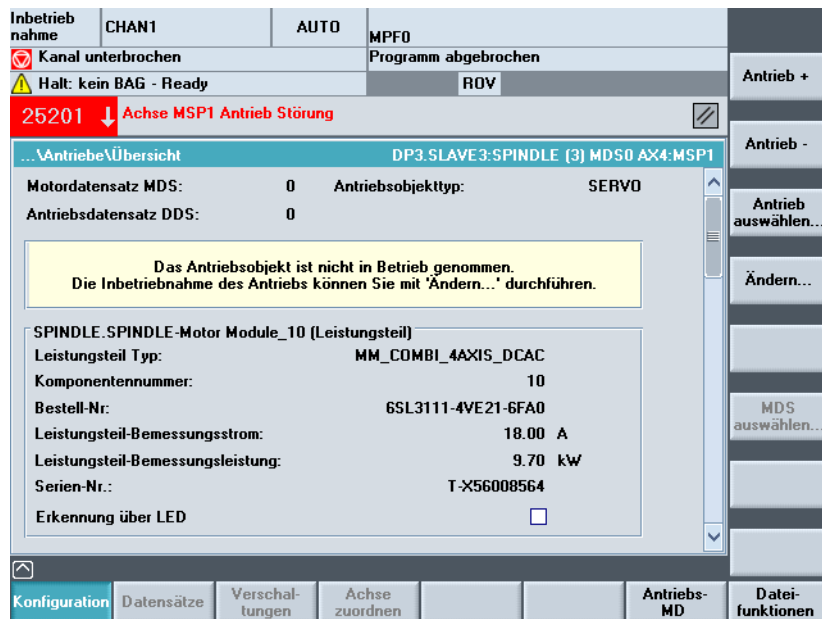 Inbetrieb
nahme
CHAN1
AUTO
MPF0
Kanal unterbrochen
Programm abgebrochen
Halt: kein BAG - Ready
ROV
25201 Achse MSP1 Antrieb Störung
...\Antriebe\Übersicht DP3.SLAVE3:SPINDLE (3) MDS0 AX4:MSP1
Motordatensatz MDS: 0 Antriebsobjekttyp: SERVO
Antriebsdatensatz DDS: 0
Das Antriebsobjekt ist nicht in Betrieb genommen.
Die Inbetriebnahme des Antriebs können Sie mit 'Ändern...' durchführen.
SPINDLE.SPINDLE-Motor Module_10 (Leistungsteil)
Leistungsteil Typ: MM_COMBI_4AXIS_DCAC
Komponentennummer: 10
Bestell-Nr: 6SL3111-4VE21-6FA0
Leistungsteil-Bemessungsstrom: 18.00 A
Leistungsteil-Bemessungsleistung: 9.70 kW
Serien-Nr.: T-X56008564
Erkennung über LED
Antrieb +
Antrieb -
Antrieb
auswählen...
Ändern...
MDS
auswählen...
Konfiguration
Datensätze
Verschal-
tungen
Achse
zuordnen
Antriebs-
MD
Datei-
funktionen